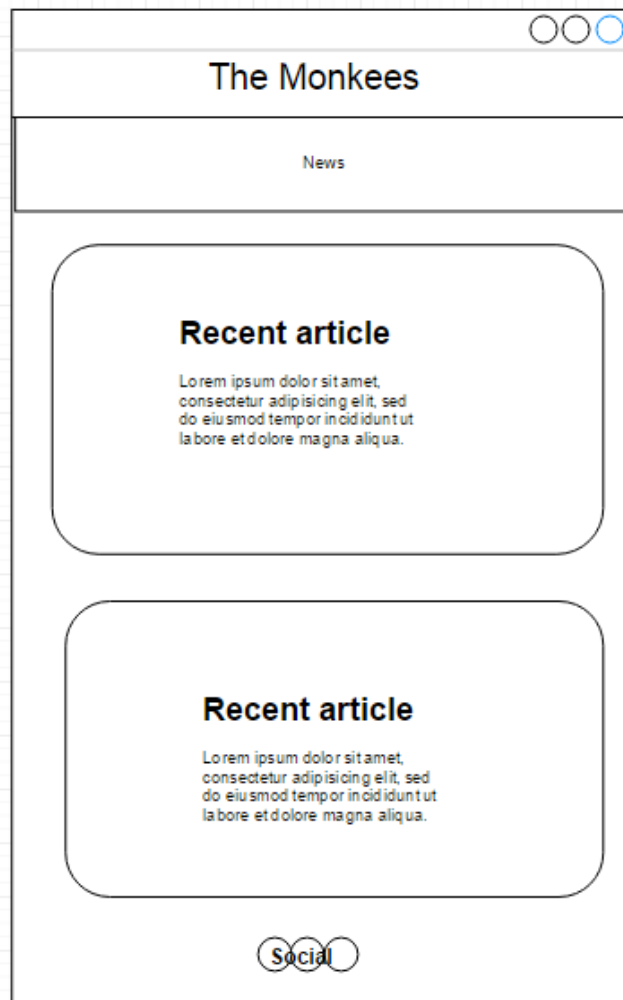 The Monkees
News
Recent article
Lorem ipsum dolor sit amet,
consectetur adipisicing elit, sed
do eiusmod tempor incididunt ut
labore et dolore magna aliqua.
Recent article
Lorem ipsum dolor sit amet,
consectetur adipisicing elit, sed
do eiusmod tempor incididunt ut
labore et dolore magna aliqua.
Social